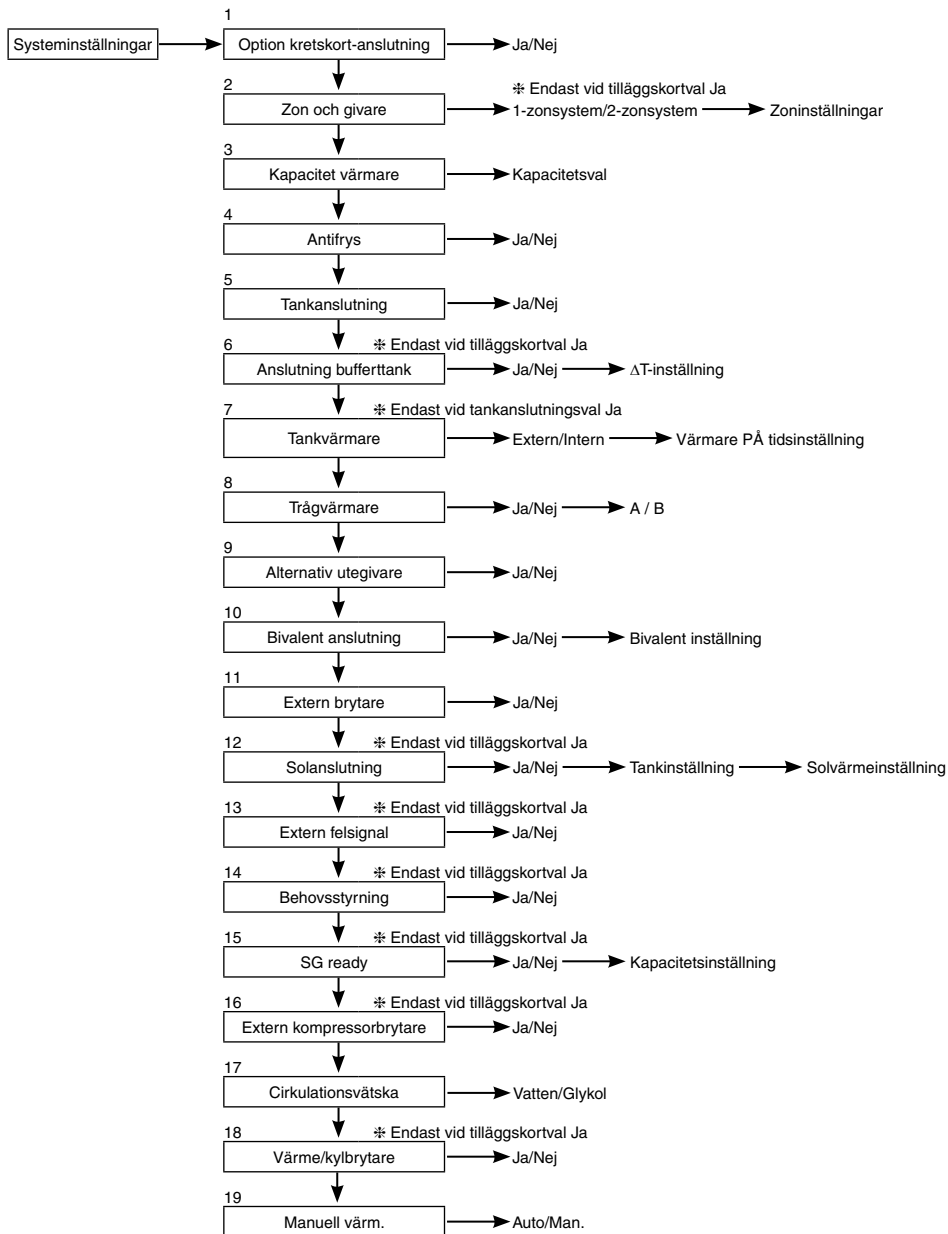 1
Systeminställningar
Option kretskort-anslutning
Ja/Nej
2
❉ Endast vid tilläggskortval Ja
Zon och givare
1-zonsystem/2-zonsystem
Zoninställningar
3
Kapacitet värmare
Kapacitetsval
4
Antifrys
Ja/Nej
5
Tankanslutning
Ja/Nej
6
❉ Endast vid tilläggskortval Ja
Anslutning bufferttank
Ja/Nej
ΔT-inställning
7
❉ Endast vid tankanslutningsval Ja
Tankvärmare
Extern/Intern
Värmare PÅ tidsinställning
8
Trågvärmare
Ja/Nej
A / B
9
Alternativ utegivare
Ja/Nej
10
Bivalent anslutning
Ja/Nej
Bivalent inställning
11
Extern brytare
Ja/Nej
12
❉ Endast vid tilläggskortval Ja
Solanslutning
Ja/Nej
Tankinställning
Solvärmeinställning
13
❉ Endast vid tilläggskortval Ja
Extern felsignal
Ja/Nej
14
❉ Endast vid tilläggskortval Ja
Behovsstyrning
Ja/Nej
15
❉ Endast vid tilläggskortval Ja
SG ready
Ja/Nej
Kapacitetsinställning
16
❉ Endast vid tilläggskortval Ja
Extern kompressorbrytare
Ja/Nej
17
Cirkulationsvätska
Vatten/Glykol
18
❉ Endast vid tilläggskortval Ja
Värme/kylbrytare
Ja/Nej
19
Manuell värm.
Auto/Man.